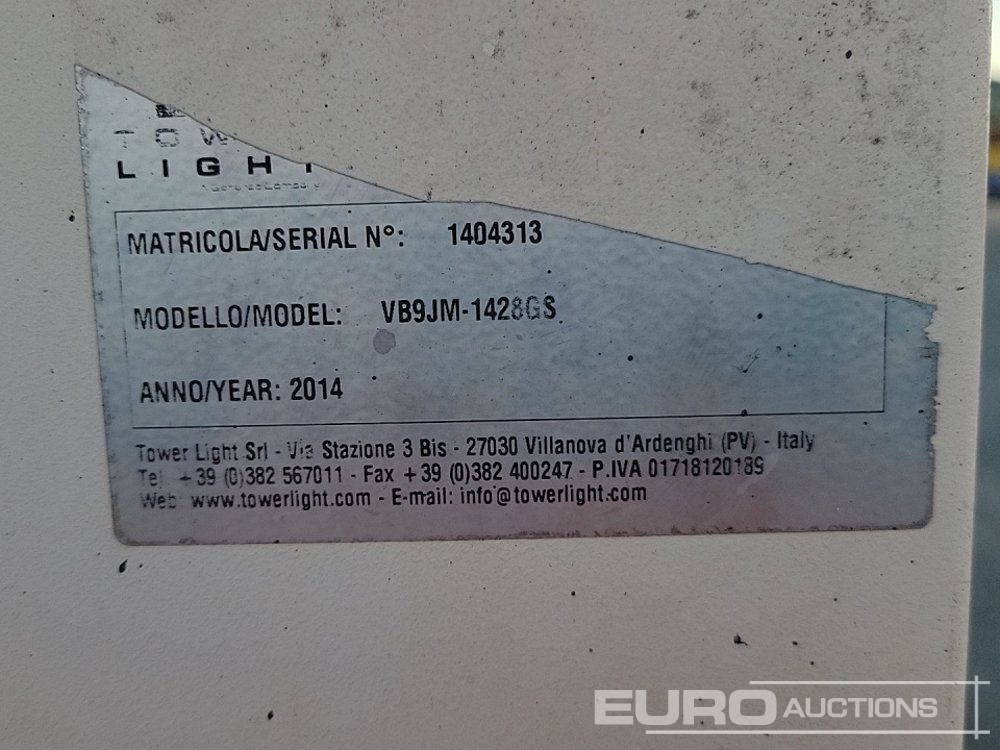 TOW
LIGHT
MATRICOLA/SERIAL N°: 1404313
MODELLO/MODEL: VB9JM-1428GS
ANNO/YEAR: 2014
Tower Light Srl - Via Stazione 3 Bis - 27030 Villanova d'Ardenghi (PV) - Italy
Tel +39 (0)382 567011 - Fax +39 (0)382 400247 - P.IVA 01718120189
Web: www.towerlight.com - E-mail: info@towerlight.com
EURO AUCTIONS